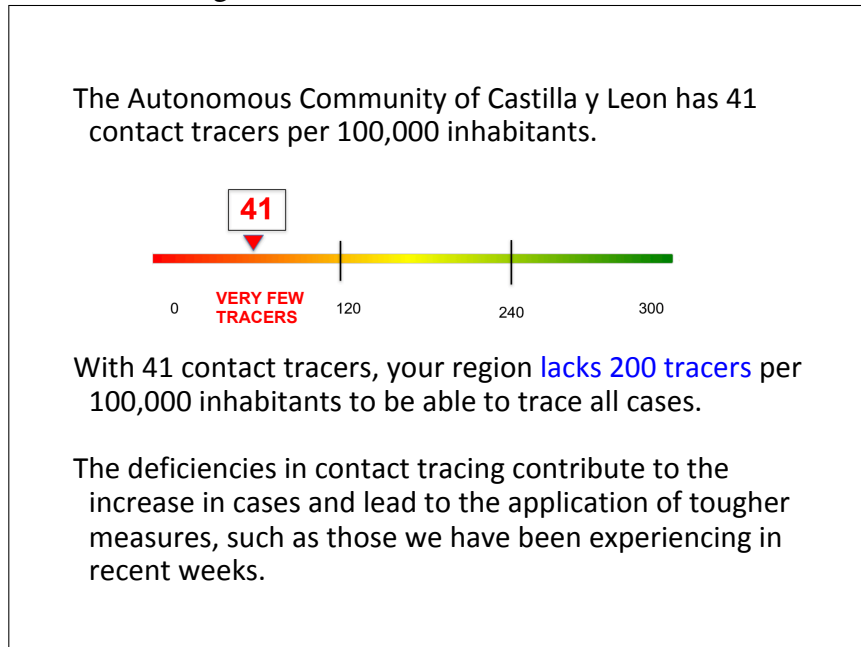 The Autonomous Community of Castilla y Leon has 41
contact tracers per 100,000 inhabitants.
41
0
VERY FEW
TRACERS
120
240
300
With 41 contact tracers, your region lacks 200 tracers per
100,000 inhabitants to be able to trace all cases.
The deficiencies in contact tracing contribute to the
increase in cases and lead to the application of tougher
measures, such as those we have been experiencing in
recent weeks.